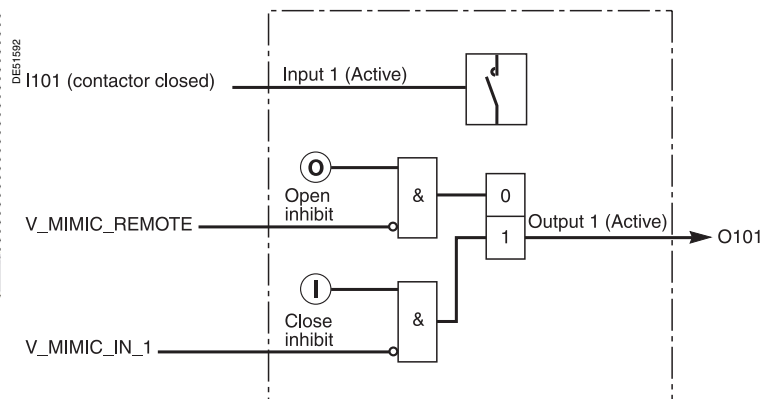 DE51592
I101 (contactor closed)
Input 1 (Active)
O
Open
inhibit
&
0
V_MIMIC_REMOTE
1
Output 1 (Active)
O101
I
Close
inhibit
&
V_MIMIC_IN_1